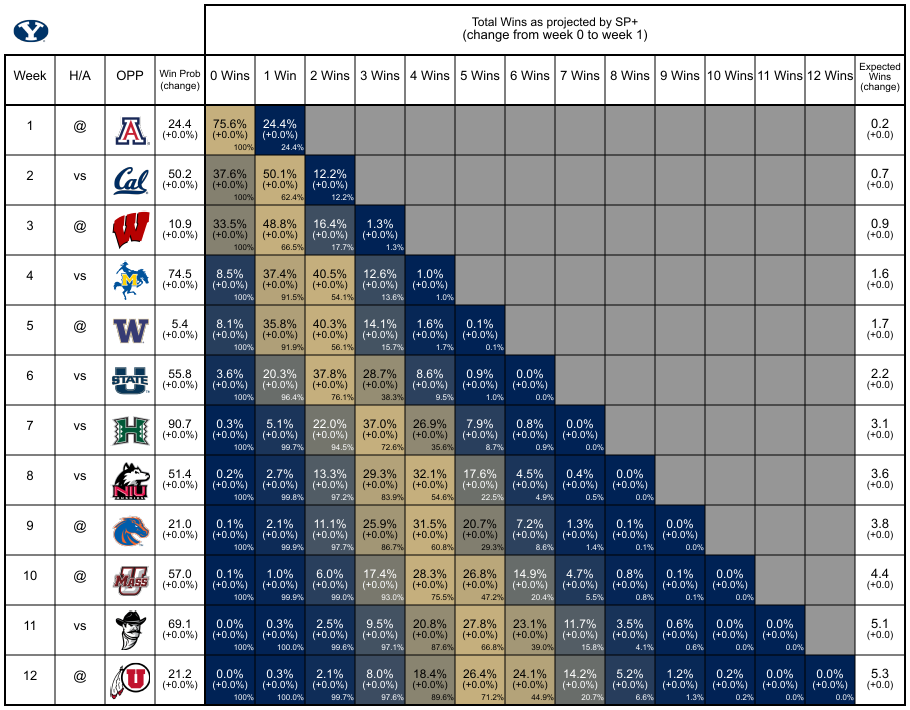 Y
Total Wins as projected by SP+
(change from week 0 to week 1)
Week H/A OPP Win Prob (change) 0 Wins 1 Win 2 Wins 3 Wins 4 Wins 5 Wins 6 Wins 7 Wins 8 Wins 9 Wins 10 Wins 11 Wins 12 Wins Expected Wins (change)
1 @ A 24.4 75.6% 24.4% 0.2
(+0.0%) (+0.0%) (+0.0%) (+0.0)
100% 24.4%
2 vs Cal 50.2 37.6% 50.1% 12.2% 0.7
(+0.0%) (+0.0%) (+0.0%) (+0.0%) (+0.0)
100% 62.4% 12.2%
3 @ W 10.9 33.5% 48.8% 16.4% 1.3% 0.9
(+0.0%) (+0.0%) (+0.0%) (+0.0%) (+0.0%) (+0.0)
100% 66.5% 17.7% 1.3%
4 vs M 74.5 8.5% 37.4% 40.5% 12.6% 1.0% 1.6
(+0.0%) (+0.0%) (+0.0%) (+0.0%) (+0.0%) (+0.0%) (+0.0)
100% 91.5% 54.1% 13.6% 1.0%
5 @ W 5.4 8.1% 35.8% 40.3% 14.1% 1.6% 0.1% 1.7
(+0.0%) (+0.0%) (+0.0%) (+0.0%) (+0.0%) (+0.0%) (+0.0%) (+0.0)
100% 91.9% 56.1% 15.7% 1.7% 0.1%
6 vs U STATE 55.8 3.6% 20.3% 37.8% 28.7% 8.6% 0.9% 0.0% 2.2
(+0.0%) (+0.0%) (+0.0%) (+0.0%) (+0.0%) (+0.0%) (+0.0%) (+0.0%) (+0.0)
100% 96.4% 76.1% 38.3% 9.5% 1.0% 0.0%
7 vs H 90.7 0.3% 5.1% 22.0% 37.0% 26.9% 7.9% 0.8% 0.0% 3.1
(+0.0%) (+0.0%) (+0.0%) (+0.0%) (+0.0%) (+0.0%) (+0.0%) (+0.0%) (+0.0%) (+0.0)
100% 99.7% 94.5% 72.6% 35.6% 8.7% 0.9% 0.0%
8 vs NIU 51.4 0.2% 2.7% 13.3% 29.3% 32.1% 17.6% 4.5% 0.4% 0.0% 3.6
(+0.0%) (+0.0%) (+0.0%) (+0.0%) (+0.0%) (+0.0%) (+0.0%) (+0.0%) (+0.0%) (+0.0%) (+0.0)
100% 99.8% 97.2% 83.9% 54.6% 22.5% 4.9% 0.5% 0.0%
9 @ 21.0 0.1% 2.1% 11.1% 25.9% 31.5% 20.7% 7.2% 1.3% 0.1% 0.0% 3.8
(+0.0%) (+0.0%) (+0.0%) (+0.0%) (+0.0%) (+0.0%) (+0.0%) (+0.0%) (+0.0%) (+0.0%) (+0.0%) (+0.0)
100% 99.9% 97.7% 86.7% 60.8% 29.3% 8.6% 1.4% 0.1% 0.0%
10 @ UMass 57.0 0.1% 1.0% 6.0% 17.4% 28.3% 26.8% 14.9% 4.7% 0.8% 0.1% 0.0% 4.4
(+0.0%) (+0.0%) (+0.0%) (+0.0%) (+0.0%) (+0.0%) (+0.0%) (+0.0%) (+0.0%) (+0.0%) (+0.0%) (+0.0%) (+0.0)
100% 99.9% 99.0% 93.0% 75.5% 47.2% 20.4% 5.5% 0.8% 0.1% 0.0%
11 vs 69.1 0.0% 0.3% 2.5% 9.5% 20.8% 27.8% 23.1% 11.7% 3.5% 0.6% 0.0% 0.0% 5.1
(+0.0%) (+0.0%) (+0.0%) (+0.0%) (+0.0%) (+0.0%) (+0.0%) (+0.0%) (+0.0%) (+0.0%) (+0.0%) (+0.0%) (+0.0%) (+0.0)
100% 100.0% 99.6% 97.1% 87.6% 66.8% 39.0% 15.8% 4.1% 0.6% 0.0% 0.0%
12 @ U 21.2 0.0% 0.3% 2.1% 8.0% 18.4% 26.4% 24.1% 14.2% 5.2% 1.3% 0.2% 0.0% 0.0% 5.3
(+0.0%) (+0.0%) (+0.0%) (+0.0%) (+0.0%) (+0.0%) (+0.0%) (+0.0%) (+0.0%) (+0.0%) (+0.0%) (+0.0%) (+0.0%) (+0.0%) (+0.0)
100% 100.0% 99.7% 97.6% 89.6% 71.2% 44.9% 20.7% 6.6% 1.3% 0.2% 0.0% 0.0%